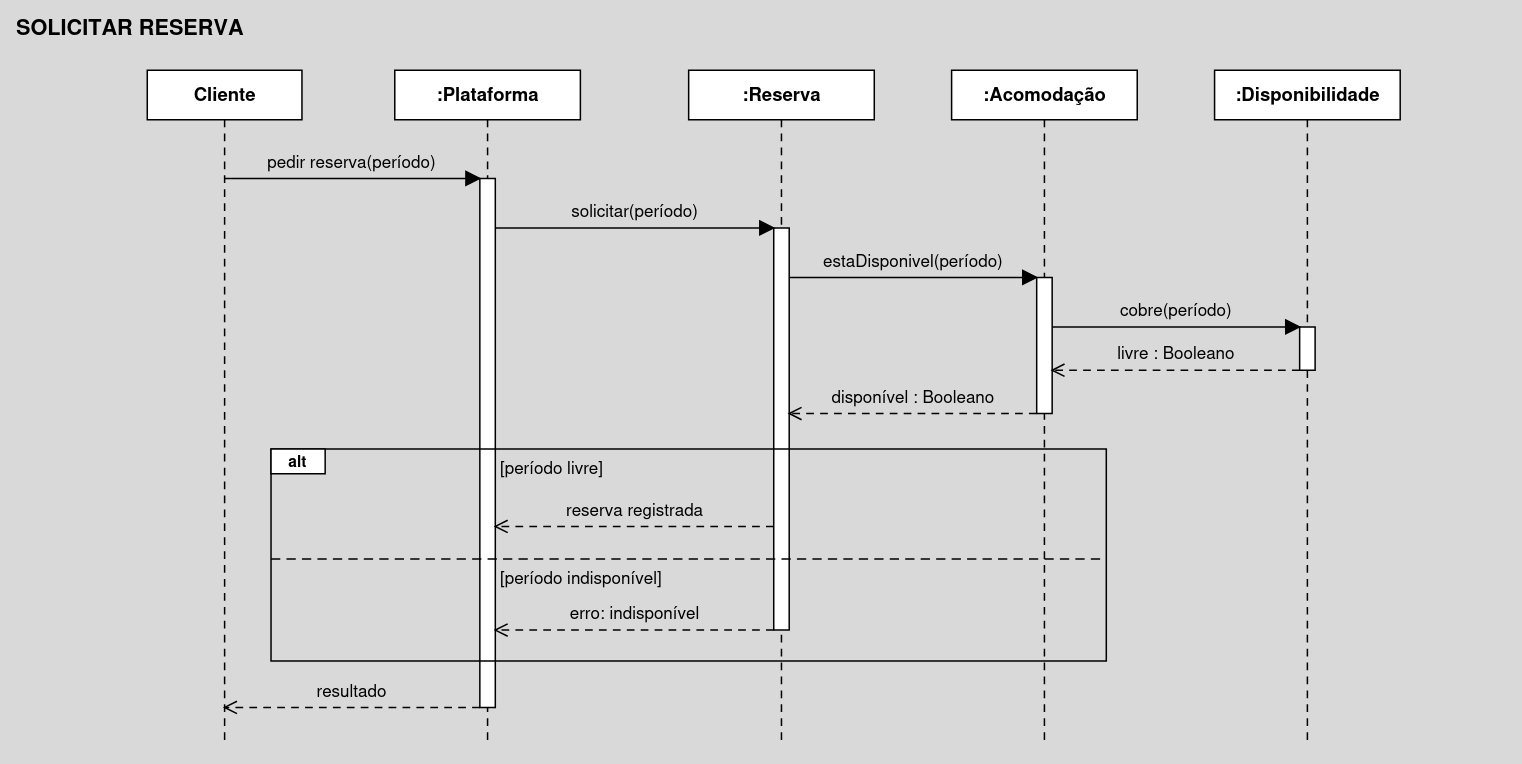 SOLICITAR RESERVA
Cliente
:Plataforma
:Reserva
:Acomodação
:Disponibilidade
pedir reserva(período)
solicitar(período)
estaDisponivel(período)
cobre(período)
livre : Booleano
disponível : Booleano
alt
[período livre]
reserva registrada
[período indisponível]
erro: indisponível
resultado